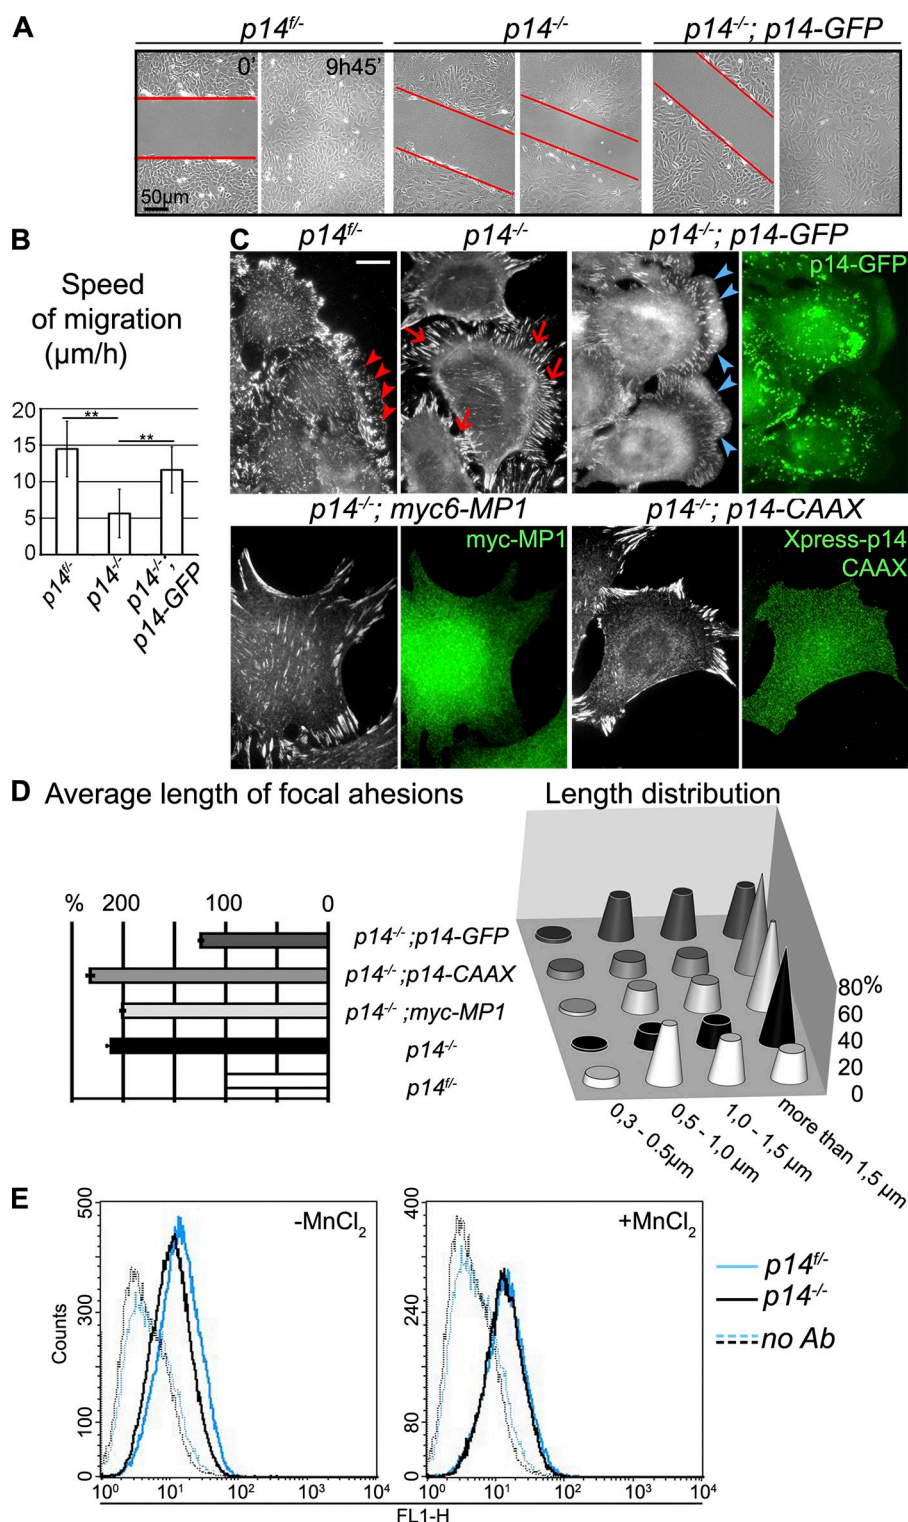 A
p14f/-
p14-/-
p14-/-; p14-GFP
0'
9h45'
50µm
B
Speed
of migration
(µm/h)
20
15
10
5
0
**
**
p14f/-
p14-/-
p14-/-;
p14-GFP
C
p14f/-
p14-/-
p14-/-; p14-GFP
p14-GFP
p14-/-; myc6-MP1
p14-/-; p14-CAAX
myc-MP1
Xpress-p14
CAAX
D
Average length of focal ahesions
Length distribution
% 200 100 0
p14-/-;p14-GFP
p14-/-;p14-CAAX
p14-/-;myc-MP1
p14-/-
p14f/-
80%
60
40
20
0
0,3 - 0.5µm
0,5 - 1,0 µm
1,0 - 1,5 µm
more than 1,5 µm
E
500
300
100
0
Counts
-MnCl2
10⁰ 10¹ 10² 10³ 10⁴
400
240
80
0
+MnCl2
10⁰ 10¹ 10² 10³ 10⁴
FL1-H
p14f/-
p14-/-
no Ab